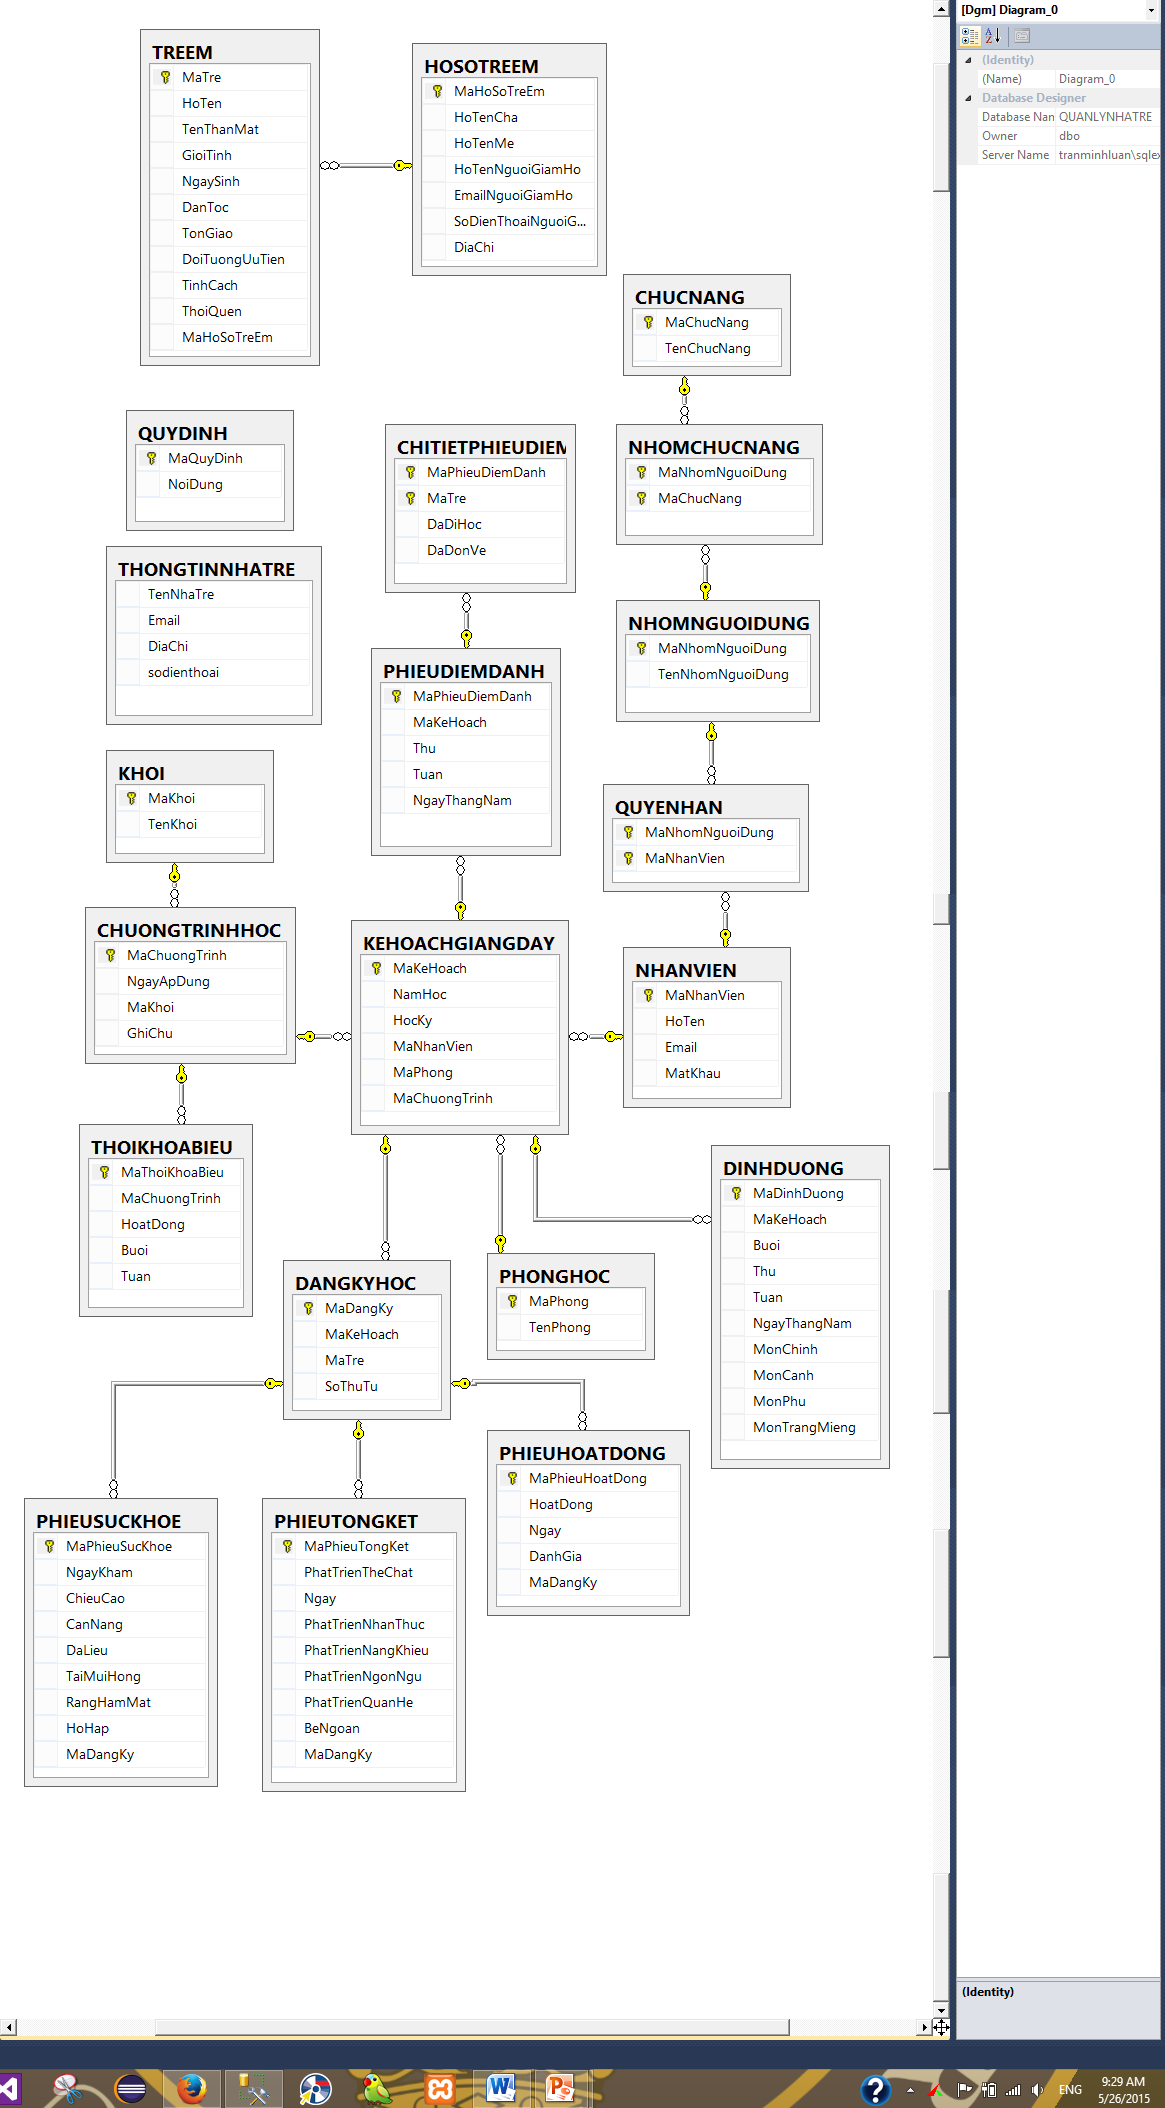 [Dgm] Diagram_0
(Identity)
(Name) Diagram_0
Database Designer
Database Nan QUANLYNHATRE
Owner dbo
Server Name tranminhluan\sqlex
TREEM
MaTre
HoTen
TenThanMat
GioiTinh
NgaySinh
DanToc
TonGiao
DoiTuongUuTien
TinhCach
ThoiQuen
MaHoSoTreEm
HOSOTREEM
MaHoSoTreEm
HoTenCha
HoTenMe
HoTenNguoiGiamHo
EmailNguoiGiamHo
SoDienThoaiNguoiG...
DiaChi
CHUCNANG
MaChucNang
TenChucNang
QUYDINH
MaQuyDinh
NoiDung
CHITIETPHIEUDIEM
MaPhieuDiemDanh
MaTre
DaDiHoc
DaDonVe
NHOMCHUCNANG
MaNhomNguoiDung
MaChucNang
THONGTINNHATRE
TenNhaTre
Email
DiaChi
sodienthoai
NHOMNGUOIDUNG
MaNhomNguoiDung
TenNhomNguoiDung
PHIEUDIEMDANH
MaPhieuDiemDanh
MaKeHoach
Thu
Tuan
NgayThangNam
KHOI
MaKhoi
TenKhoi
QUYENHAN
MaNhomNguoiDung
MaNhanVien
CHUONGTRINHHOC
MaChuongTrinh
NgayApDung
MaKhoi
GhiChu
KEHOACHGIANGDAY
MaKeHoach
NamHoc
HocKy
MaNhanVien
MaPhong
MaChuongTrinh
NHANVIEN
MaNhanVien
HoTen
Email
MatKhau
THOIKHOABIEU
MaThoiKhoaBieu
MaChuongTrinh
HoatDong
Buoi
Tuan
DINHDUONG
MaDinhDuong
MaKeHoach
Buoi
Thu
Tuan
NgayThangNam
MonChinh
MonCanh
MonPhu
MonTrangMieng
DANGKYHOC
MaDangKy
MaKeHoach
MaTre
SoThuTu
PHONGHOC
MaPhong
TenPhong
PHIEUHOATDONG
MaPhieuHoatDong
HoatDong
Ngay
DanhGia
MaDangKy
PHIEUSUCKHOE
MaPhieuSucKhoe
NgayKham
ChieuCao
CanNang
DaLieu
TaiMuiHong
RangHamMat
HoHap
MaDangKy
PHIEUTONGKET
MaPhieuTongKet
PhatTrienTheChat
Ngay
PhatTrienNhanThuc
PhatTrienNangKhieu
PhatTrienNgonNgu
PhatTrienQuanHe
BeNgoan
MaDangKy
(Identity)
ENG
9:29 AM
5/26/2015